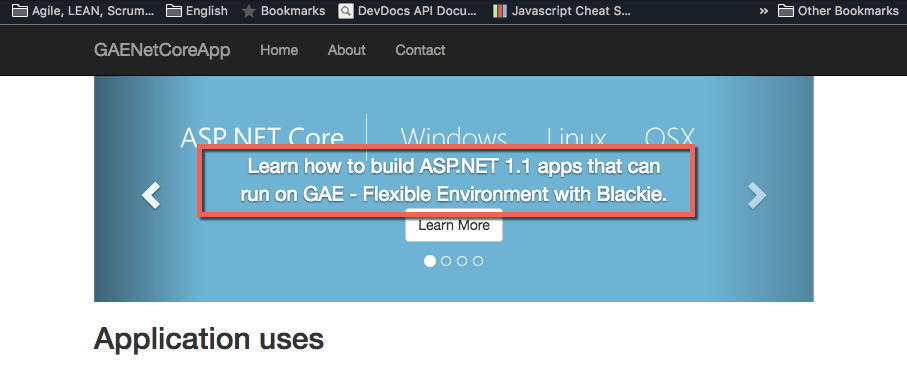 Agile, LEAN, Scrum... English Bookmarks DevDocs API Docu... Javascript Cheat S... » Other Bookmarks
GAENetCoreApp Home About Contact
ASP.NET Core Windows Linux OSX
Learn how to build ASP.NET 1.1 apps that can
run on GAE - Flexible Environment with Blackie.
Learn More
Application uses